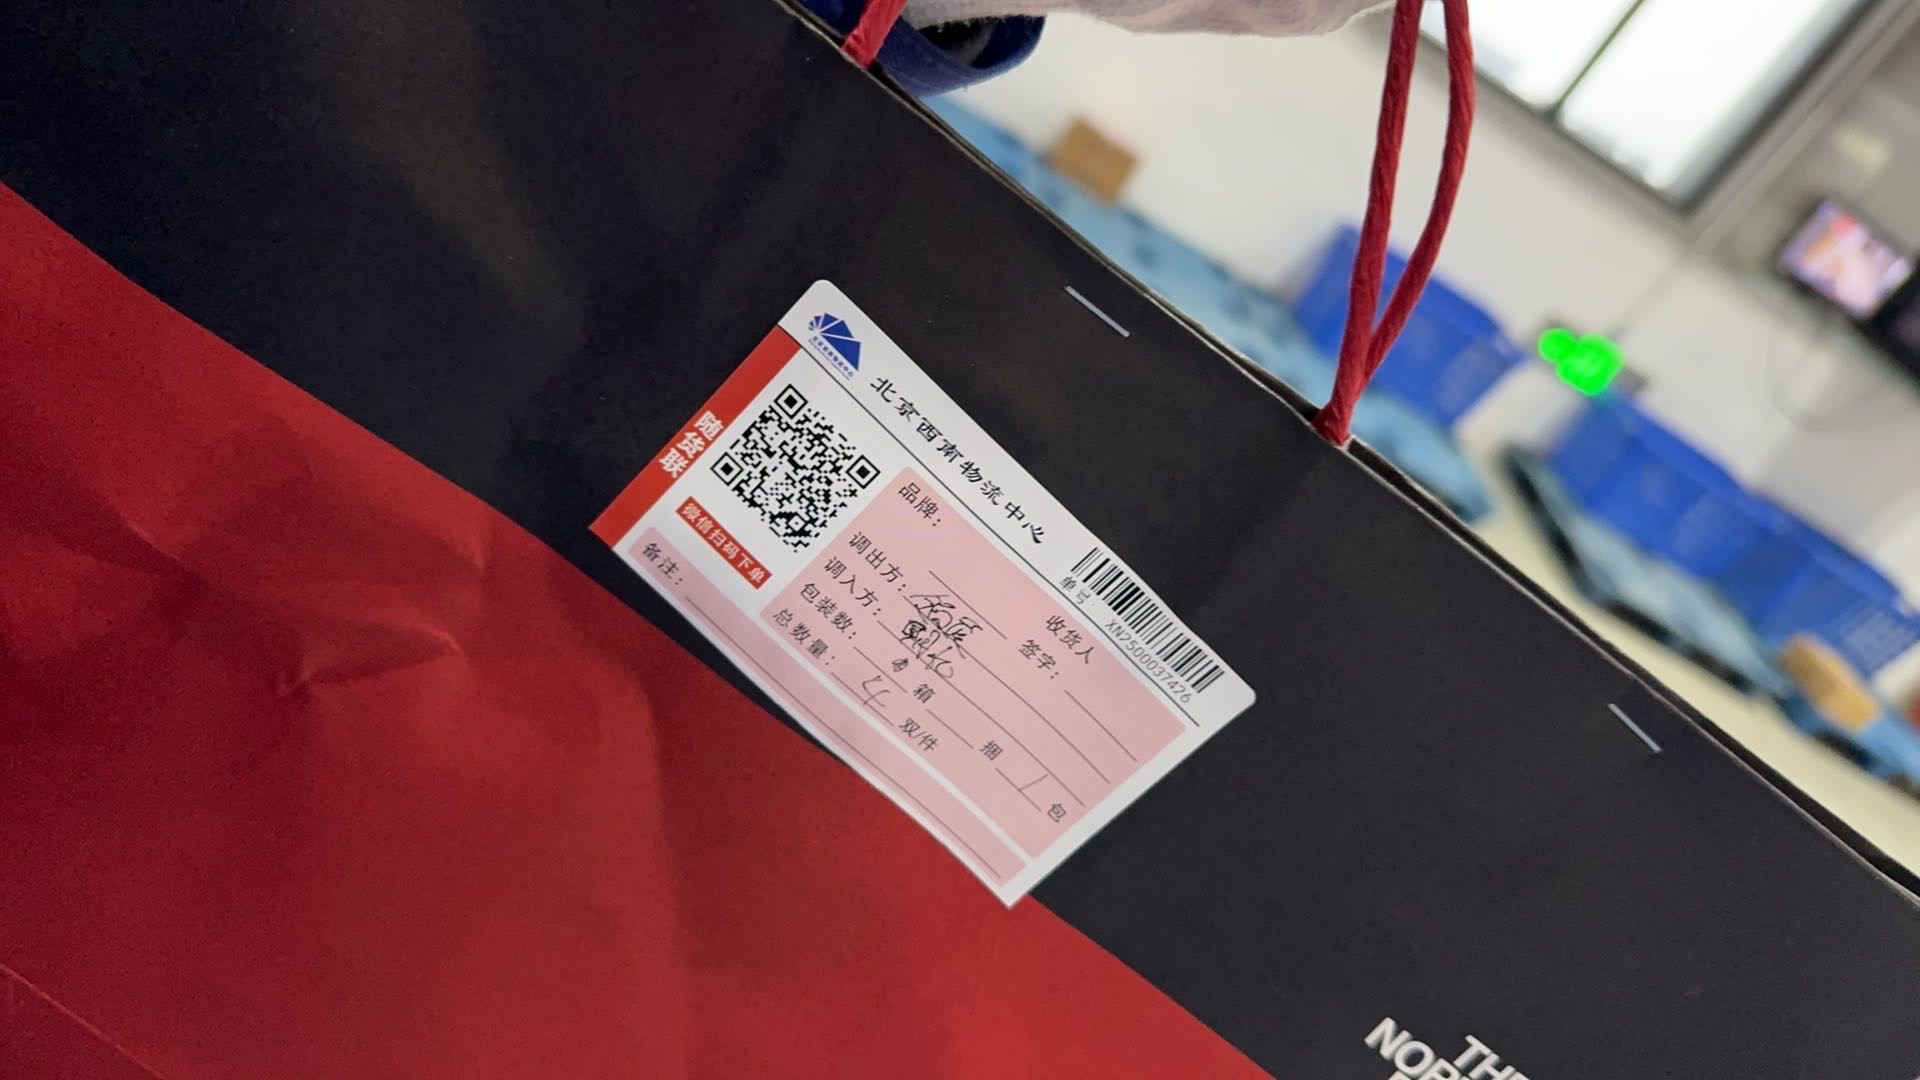 北京西南物流中心
单号: XN2500037426
随货联
微信扫码下单
品牌:
收货人
签字:
调出方:
调入方:
包装数: 箱 捆 1 包
总数量: 4 双/件
备注:
THE
NOR